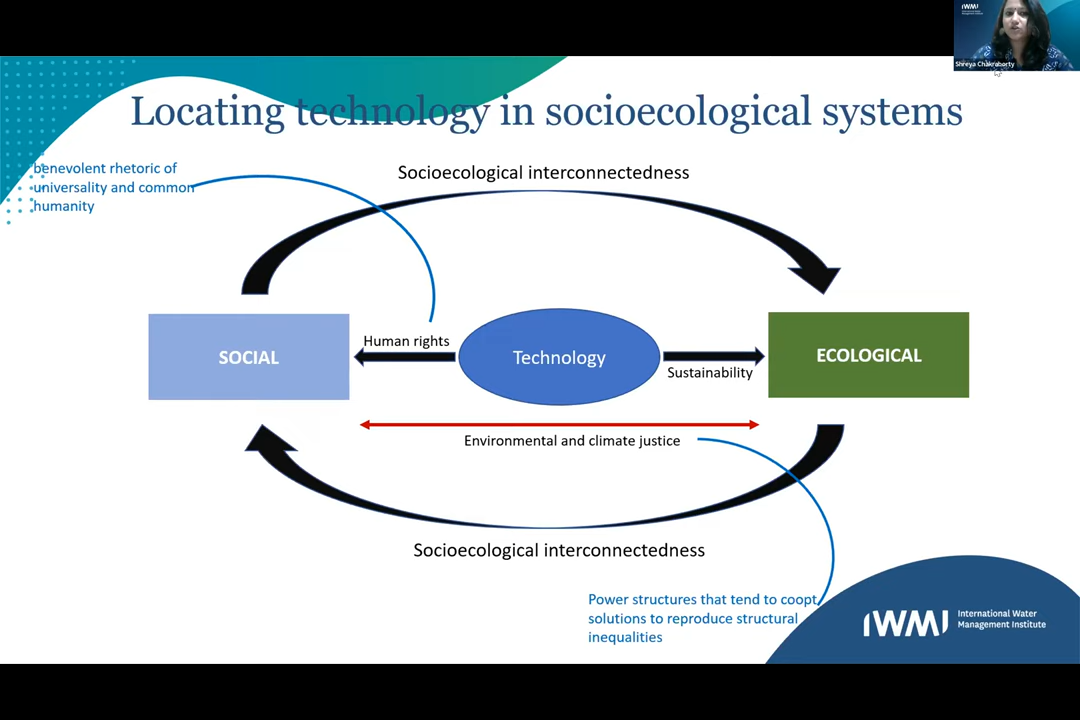 IWMI
Shreya Chakraborty
Locating technology in socioecological systems
benevolent rhetoric of
universality and common
humanity
Socioecological interconnectedness
SOCIAL
Human rights
Technology
Sustainability
ECOLOGICAL
Environmental and climate justice
Socioecological interconnectedness
Power structures that tend to coopt
solutions to reproduce structural
inequalities
IWMI
International Water
Management Institute